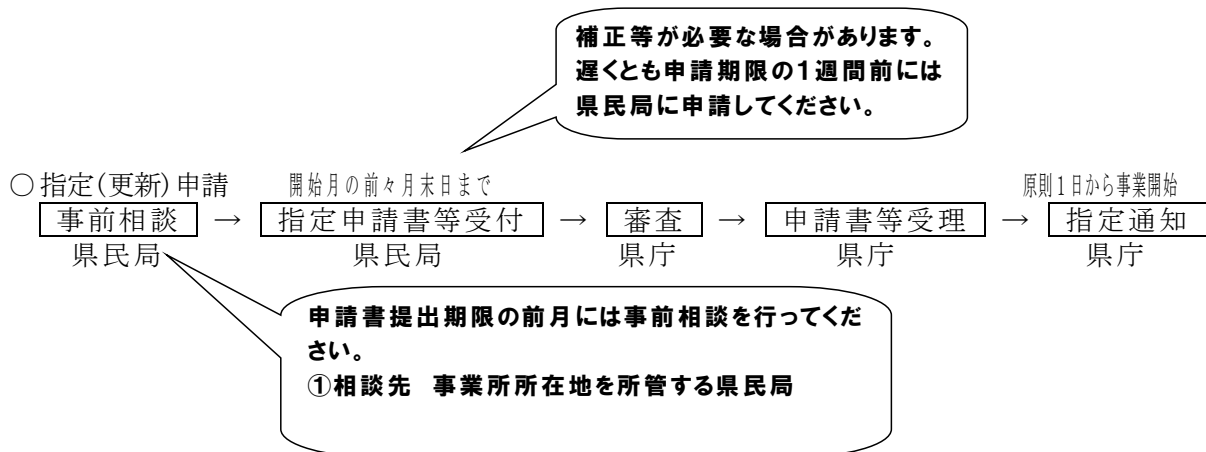 補正等が必要な場合があります。
遅くとも申請期限の1週間前には
県民局に申請してください。
○指定(更新)申請 開始月の前々月末日まで 原則1日から事業開始
事前相談 → 指定申請書等受付 → 審査 → 申請書等受理 → 指定通知
県民局 県民局 県庁 県庁 県庁
申請書提出期限の前月には事前相談を行ってくだ
さい。
①相談先 事業所所在地を所管する県民局